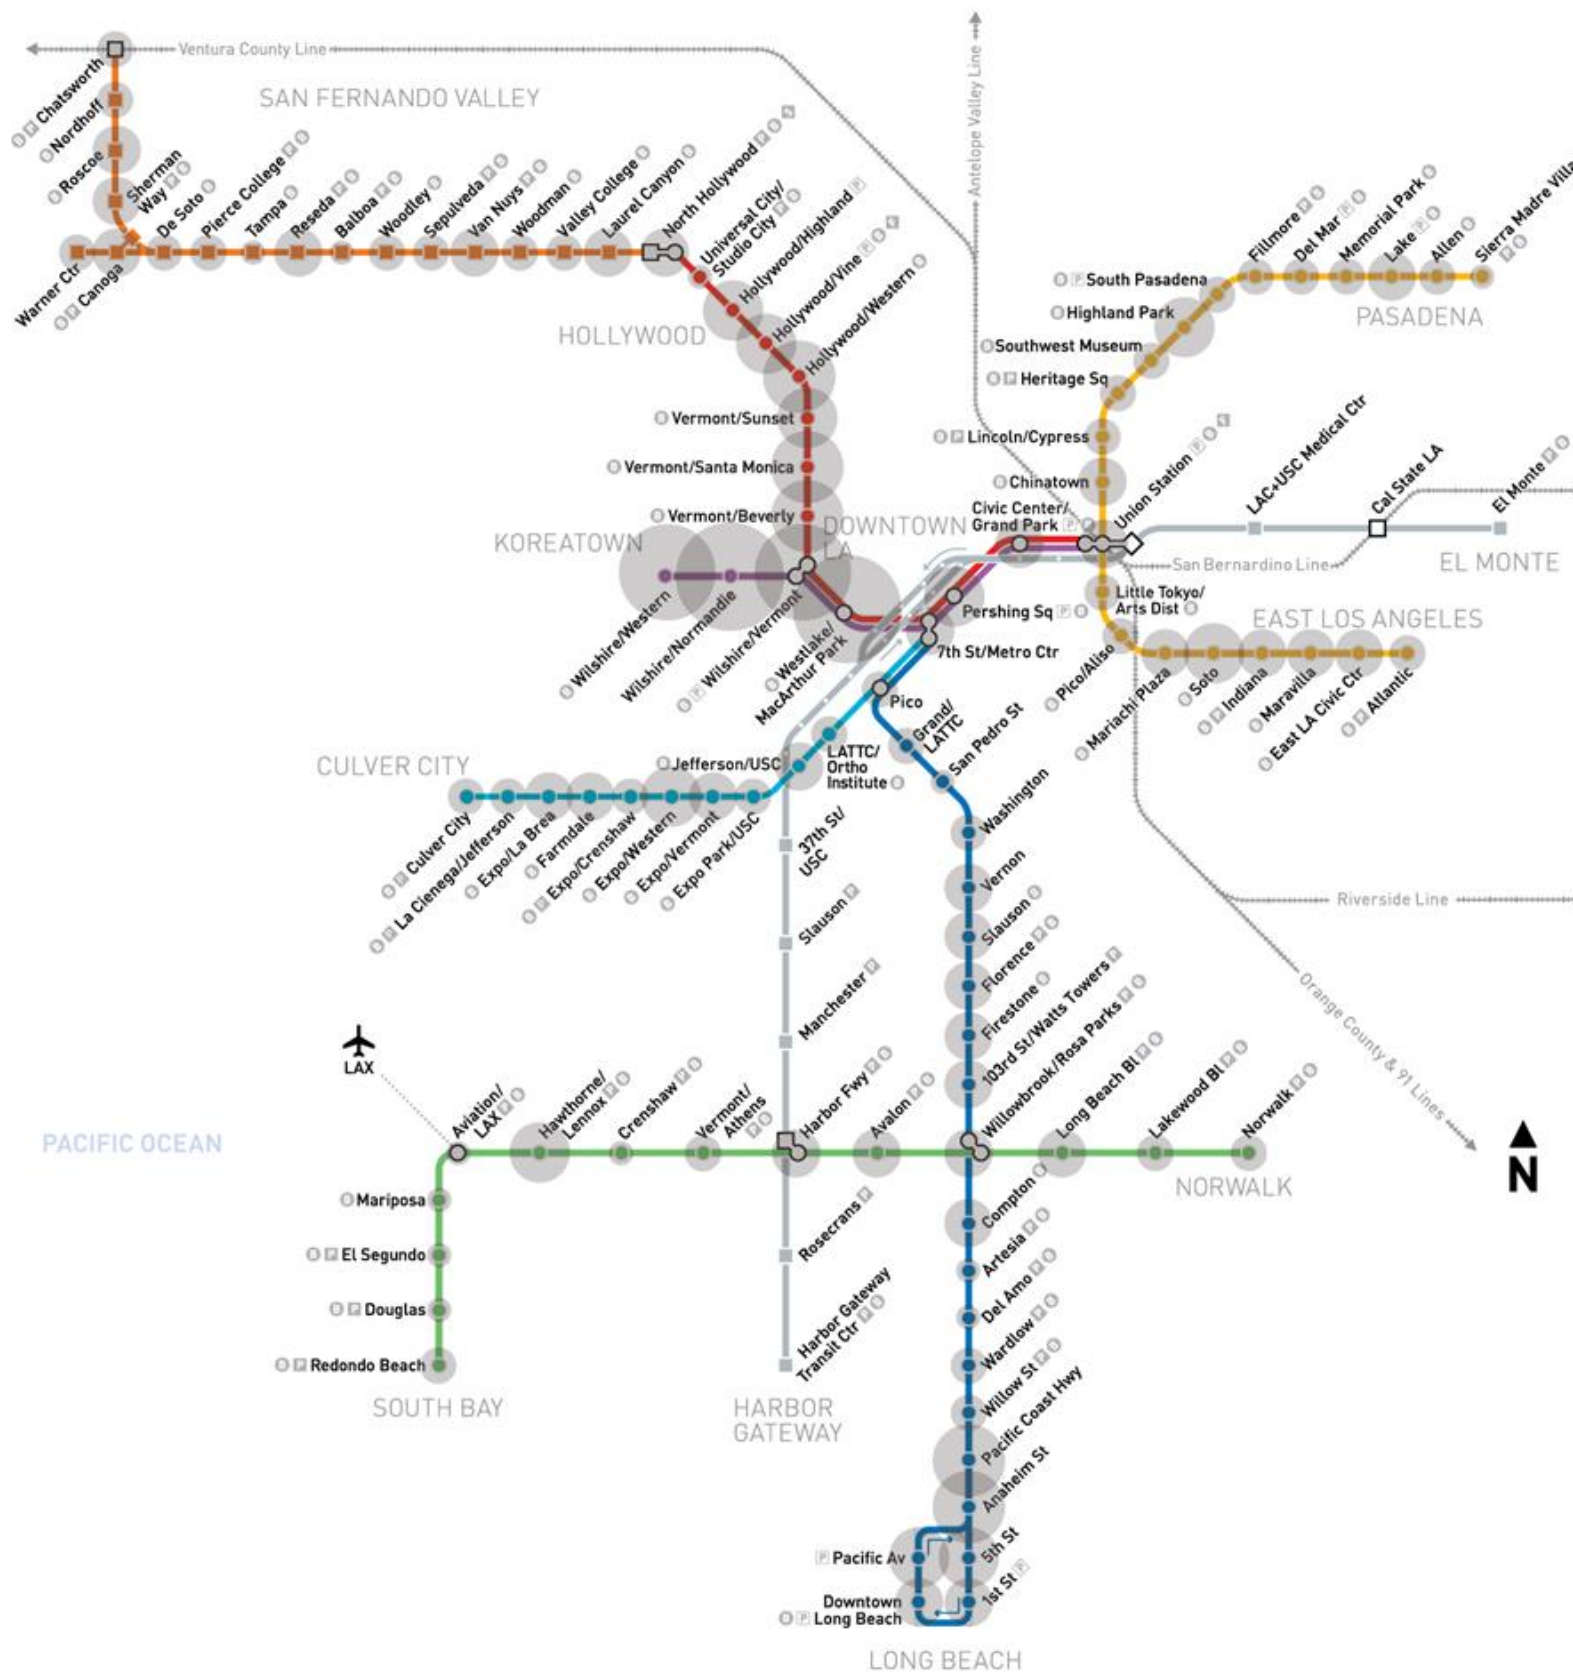 Ventura County Line
Antelope Valley Line
SAN FERNANDO VALLEY
Chatsworth
Nordhoff
Roscoe
Sherman
Way
De Soto
Pierce College
Tampa
Reseda
Balboa
Woodley
Sepulveda
Van Nuys
Woodman
Valley College
Laurel Canyon
North Hollywood
Warner Ctr
Canoga
Universal City/
Studio City
Hollywood/Highland
Hollywood/Vine
Hollywood/Western
HOLLYWOOD
Vermont/Sunset
Vermont/Santa Monica
Vermont/Beverly
KOREATOWN
DOWNTOWN
LA
Wilshire/Western
Wilshire/Normandie
Wilshire/Vermont
Westlake/
MacArthur Park
Civic Center/
Grand Park
Pershing Sq
7th St/Metro Ctr
Union Station
Fillmore
Del Mar
Memorial Park
Lake
Allen
Sierra Madre Villa
South Pasadena
PASADENA
Highland Park
Southwest Museum
Heritage Sq
Lincoln/Cypress
Chinatown
LAC+USC Medical Ctr
Cal State LA
El Monte
San Bernardino Line
EL MONTE
Little Tokyo/
Arts Dist
EAST LOS ANGELES
Pico/Aliso
Mariachi Plaza
Soto
Indiana
Maravilla
East LA Civic Ctr
Atlantic
Pico
Grand/
LATTC
San Pedro St
LATTC/
Ortho
Institute
Jefferson/USC
CULVER CITY
Culver City
La Cienega/Jefferson
Expo/La Brea
Farmdale
Expo/Crenshaw
Expo/Western
Expo/Vermont
Expo Park/USC
37th St/
USC
Slauson
Manchester
Washington
Vernon
Slauson
Florence
Firestone
103rd St/Watts Towers
Willowbrook/Rosa Parks
Riverside Line
Orange County & 91 Lines
LAX
Aviation/
LAX
Hawthorne/
Lennox
Crenshaw
Vermont/
Athens
Harbor Fwy
Avalon
Long Beach Bl
Lakewood Bl
Norwalk
PACIFIC OCEAN
N
NORWALK
Mariposa
El Segundo
Douglas
Redondo Beach
SOUTH BAY
Rosecrans
Harbor Gateway
Transit Ctr
HARBOR
GATEWAY
Compton
Artesia
Del Amo
Wardlow
Willow St
Pacific Coast Hwy
Anaheim St
5th St
1st St
Pacific Av
Downtown
Long Beach
LONG BEACH